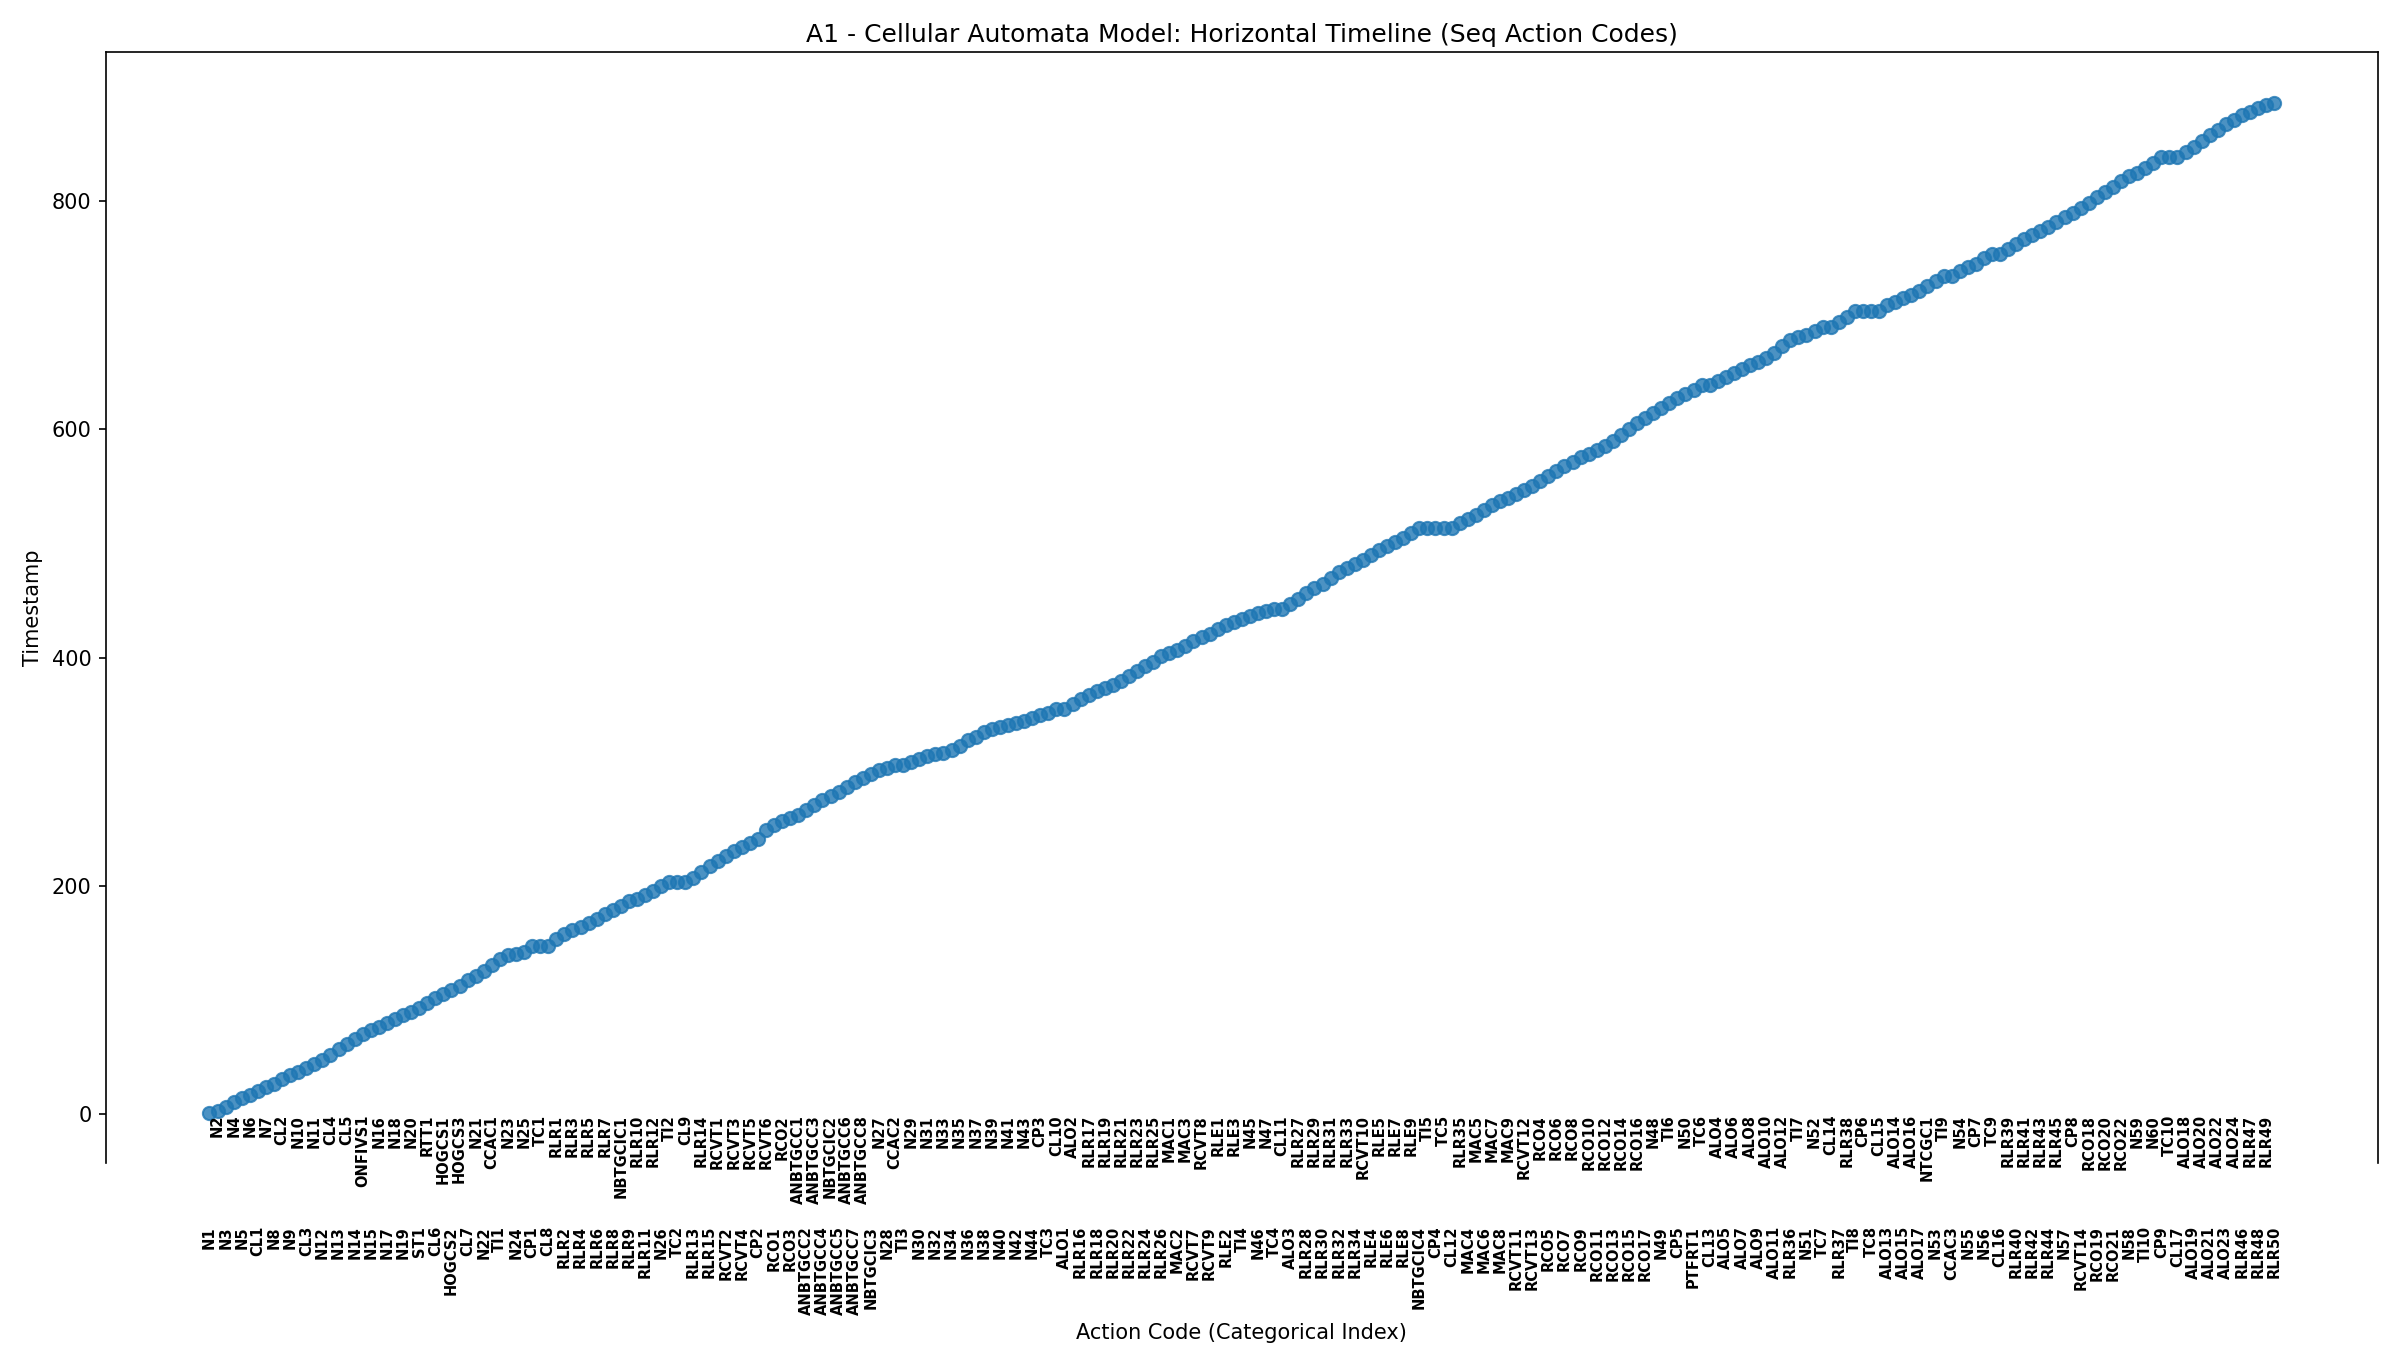 A1 - Cellular Automata Model: Horizontal Timeline (Seq Action Codes)
Timestamp
800
600
400
200
0
N2 N4 N6 N7 CL2 N10 N11 CL4 CL5 ONFIVS1 N16 N18 N20 RTT1 HOGCS1 HOGCS3 N21 CCAC1 N23 N25 TC1 RLR1 RLR3 RLR5 RLR7 NBTGCIC1 RLR10 RLR12 TI2 CL9 RLR14 RCVT1 RCVT3 RCVT5 RCVT6 RCO2 ANBTGCC1 ANBTGCC3 NBTGCIC2 ANBTGCC6 ANBTGCC8 N27 CCAC2 N29 N31 N33 N35 N37 N39 N41 N43 CP3 CL10 ALO2 RLR17 RLR19 RLR21 RLR23 RLR25 MAC1 MAC3 RCVT8 RLE1 RLE3 N45 N47 CL11 RLR27 RLR29 RLR31 RLR33 RCVT10 RLE5 RLE7 RLE9 TI5 TC5 RLR35 MAC5 MAC7 MAC9 RCVT12 RCO4 RCO6 RCO8 RCO10 RCO12 RCO14 RCO16 N48 TI6 N50 TC6 ALO4 ALO6 ALO8 ALO10 ALO12 TI7 N52 CL14 RLR38 CP6 CL15 ALO14 ALO16 NTCGC1 TI9 N54 CP7 TC9 RLR39 RLR41 RLR43 RLR45 CP8 RCO18 RCO20 RCO22 N59 N60 TC10 ALO18 ALO20 ALO22 ALO24 RLR47 RLR49
N1 N3 N5 CL1 N8 N9 CL3 N12 N13 N14 N15 N17 N19 ST1 CL6 HOGCS2 CL7 N22 TI1 N24 CP1 CL8 RLR2 RLR4 RLR6 RLR8 RLR9 RLR11 N26 TC2 RLR13 RLR15 RCVT2 RCVT4 CP2 RCO1 RCO3 ANBTGCC2 ANBTGCC4 ANBTGCC5 ANBTGCC7 NBTGCIC3 N28 TI3 N30 N32 N34 N36 N38 N40 N42 N44 TC3 ALO1 RLR16 RLR18 RLR20 RLR22 RLR24 RLR26 MAC2 RCVT7 RCVT9 RLE2 TI4 N46 TC4 ALO3 RLR28 RLR30 RLR32 RLR34 RLE4 RLE6 RLE8 NBTGCIC4 CP4 CL12 MAC4 MAC6 MAC8 RCVT11 RCVT13 RCO5 RCO7 RCO9 RCO11 RCO13 RCO15 RCO17 N49 CP5 PTFRT1 CL13 ALO5 ALO7 ALO9 ALO11 RLR36 N51 TC7 RLR37 TI8 TC8 ALO13 ALO15 ALO17 N53 CCAC3 N55 N56 CL16 RLR40 RLR42 RLR44 N57 RCVT14 RCO19 RCO21 N58 TI10 CP9 CL17 ALO19 ALO21 ALO23 RLR46 RLR48 RLR50
Action Code (Categorical Index)